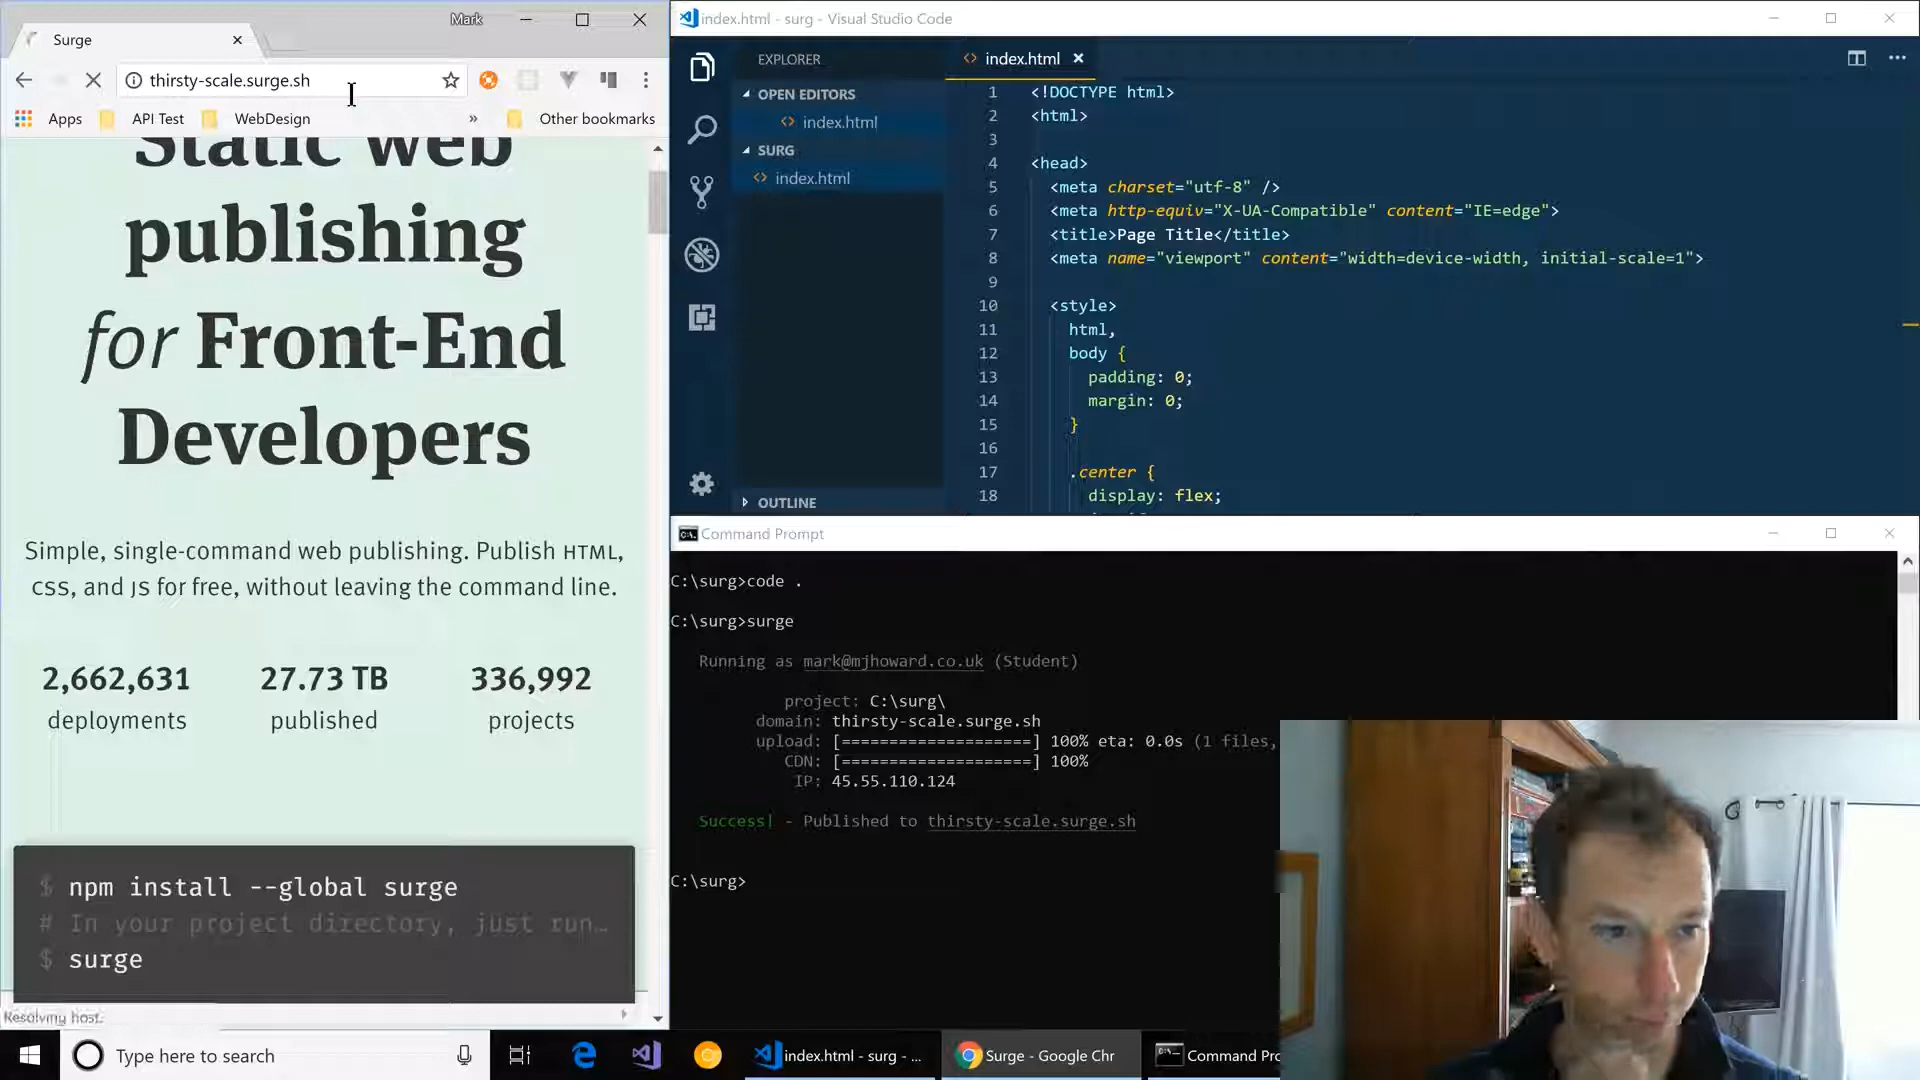 Mark
Surge
thirsty-scale.surge.sh
Apps
API Test
WebDesign
»
Other bookmarks
Static web
publishing
for Front-End
Developers
Simple, single-command web publishing. Publish HTML,
CSS, and JS for free, without leaving the command line.
2,662,631
deployments
27.73 TB
published
336,992
projects
$ npm install --global surge
# In your project directory, just run…
$ surge
Resolving host.
index.html - surg - Visual Studio Code
EXPLORER
OPEN EDITORS
index.html
SURG
index.html
OUTLINE
index.html
1 <!DOCTYPE html>
2 <html>
3
4 <head>
5 <meta charset="utf-8" />
6 <meta http-equiv="X-UA-Compatible" content="IE=edge">
7 <title>Page Title</title>
8 <meta name="viewport" content="width=device-width, initial-scale=1">
9
10 <style>
11 html,
12 body {
13 padding: 0;
14 margin: 0;
15 }
16
17 .center {
18 display: flex;
Command Prompt
C:\surg>code .
C:\surg>surge
Running as mark@mjhoward.co.uk (Student)
project: C:\surg\
domain: thirsty-scale.surge.sh
upload: [====================] 100% eta: 0.0s (1 files,
CDN: [====================] 100%
IP: 45.55.110.124
Success! - Published to thirsty-scale.surge.sh
C:\surg>
Type here to search
index.html - surg - ...
Surge - Google Chr
Command Pro